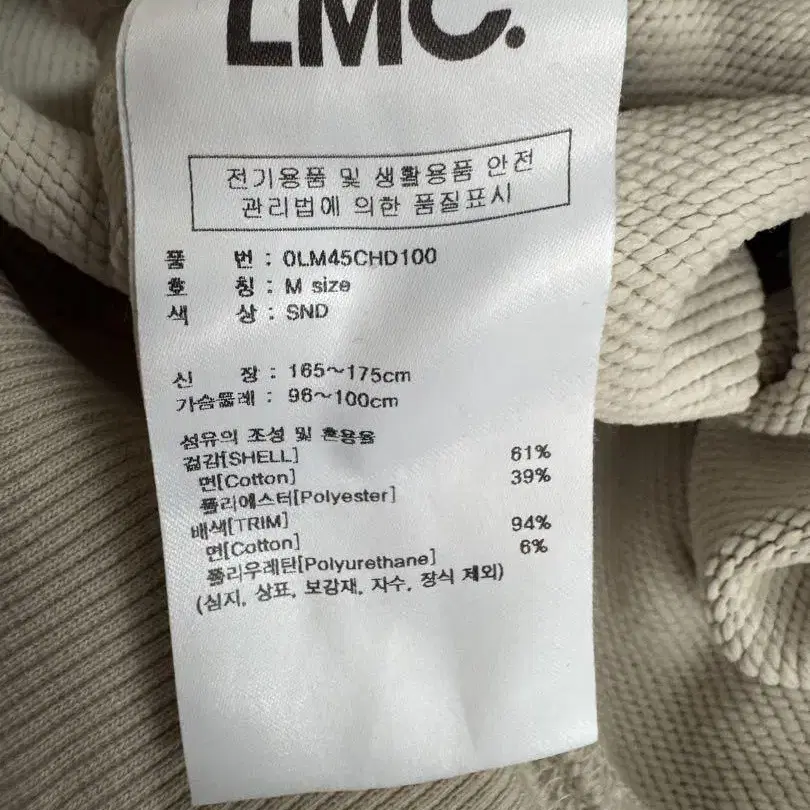 LMC.
전기용품 및 생활용품 안전
관리법에 의한 품질표시
품 번 : 0LM45CHD100
호 칭 : M size
색 상 : SND
신 장 : 165~175cm
가슴둘레 : 96~100cm
섬유의 조성 및 혼용율
겉감[SHELL]
면[Cotton] 61%
폴리에스터[Polyester] 39%
배색[TRIM]
면[Cotton] 94%
폴리우레탄[Polyurethane] 6%
(심지, 상표, 보강재, 자수, 장식 제외)